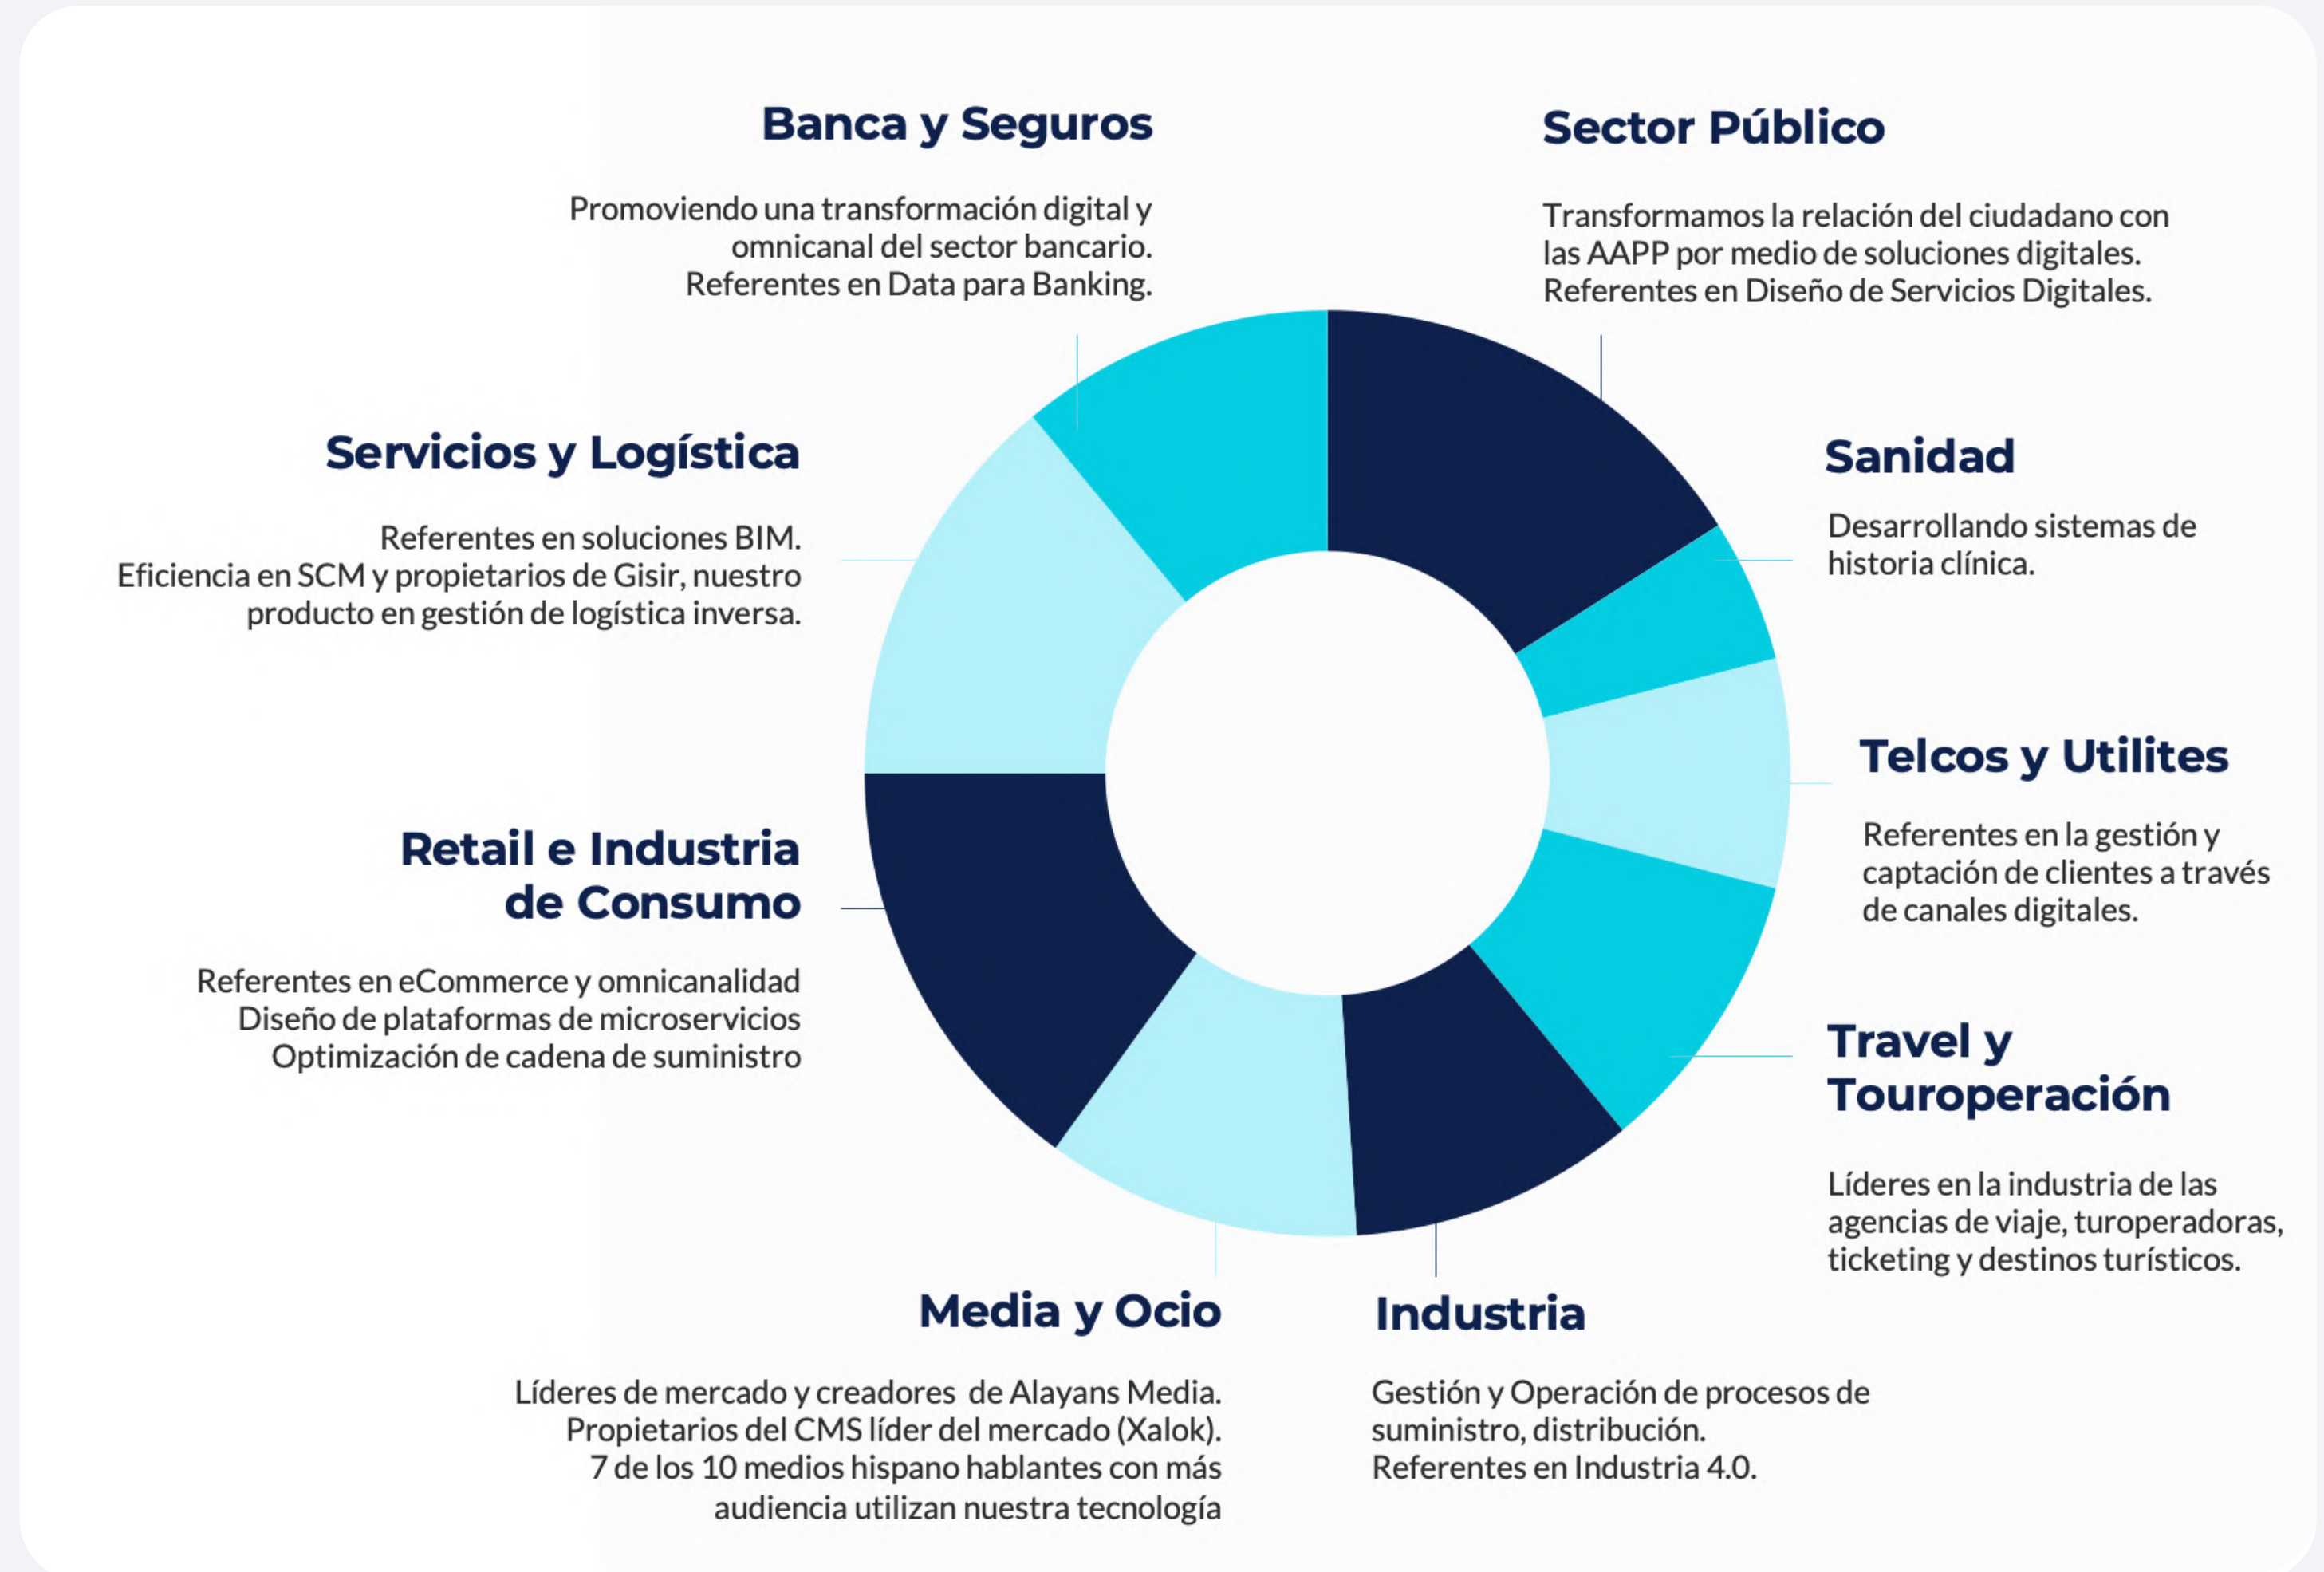 Banca y Seguros
Promoviendo una transformación digital y
omnicanal del sector bancario.
Referentes en Data para Banking.
Sector Público
Transformamos la relación del ciudadano con
las AAPP por medio de soluciones digitales.
Referentes en Diseño de Servicios Digitales.
Servicios y Logística
Referentes en soluciones BIM.
Eficiencia en SCM y propietarios de Gisir, nuestro
producto en gestión de logística inversa.
Sanidad
Desarrollando sistemas de
historia clínica.
Telcos y Utilites
Referentes en la gestión y
captación de clientes a través
de canales digitales.
Retail e Industria
de Consumo
Referentes en eCommerce y omnicanalidad
Diseño de plataformas de microservicios
Optimización de cadena de suministro
Travel y
Touroperación
Líderes en la industria de las
agencias de viaje, turoperadoras,
ticketing y destinos turísticos.
Media y Ocio
Líderes de mercado y creadores de Alayans Media.
Propietarios del CMS líder del mercado (Xalok).
7 de los 10 medios hispano hablantes con más
audiencia utilizan nuestra tecnología
Industria
Gestión y Operación de procesos de
suministro, distribución.
Referentes en Industria 4.0.